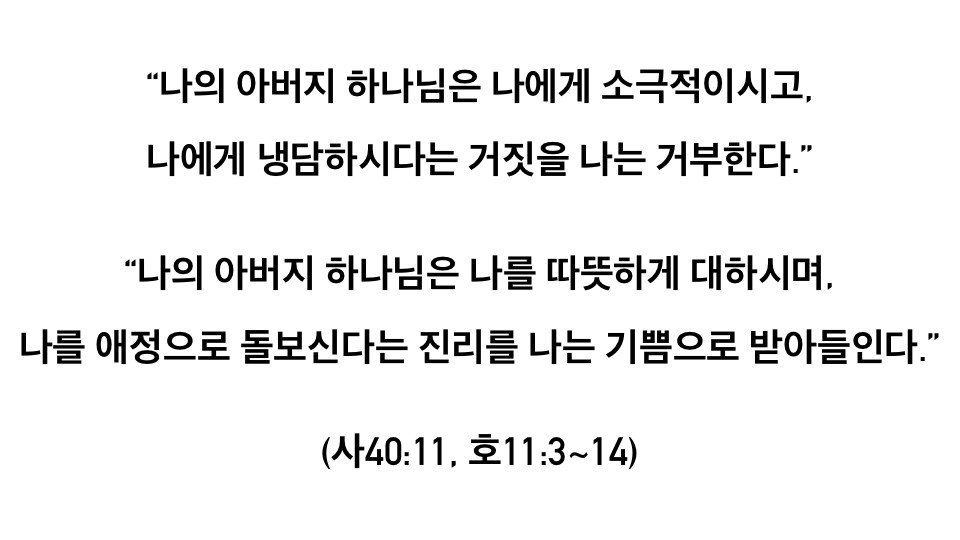 “나의 아버지 하나님은 나에게 소극적이시고,
나에게 냉담하시다는 거짓을 나는 거부한다.”
“나의 아버지 하나님은 나를 따뜻하게 대하시며,
나를 애정으로 돌보신다는 진리를 나는 기쁨으로 받아들인다.”
(사40:11, 호11:3~14)